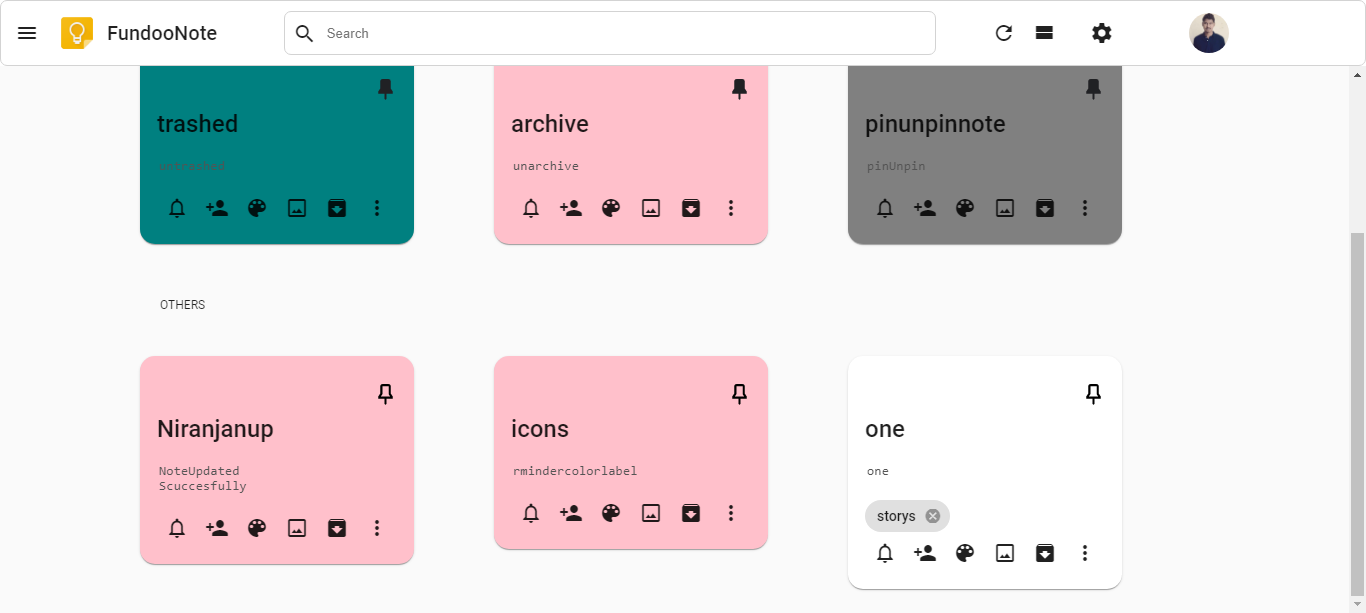 FundooNote
Search
trashed
archive
pinunpinnote
untrashed
unarchive
pinUnpin
OTHERS
Niranjanup
icons
one
NoteUpdated
Scuccesfully
rmindercolorlabel
one
storys